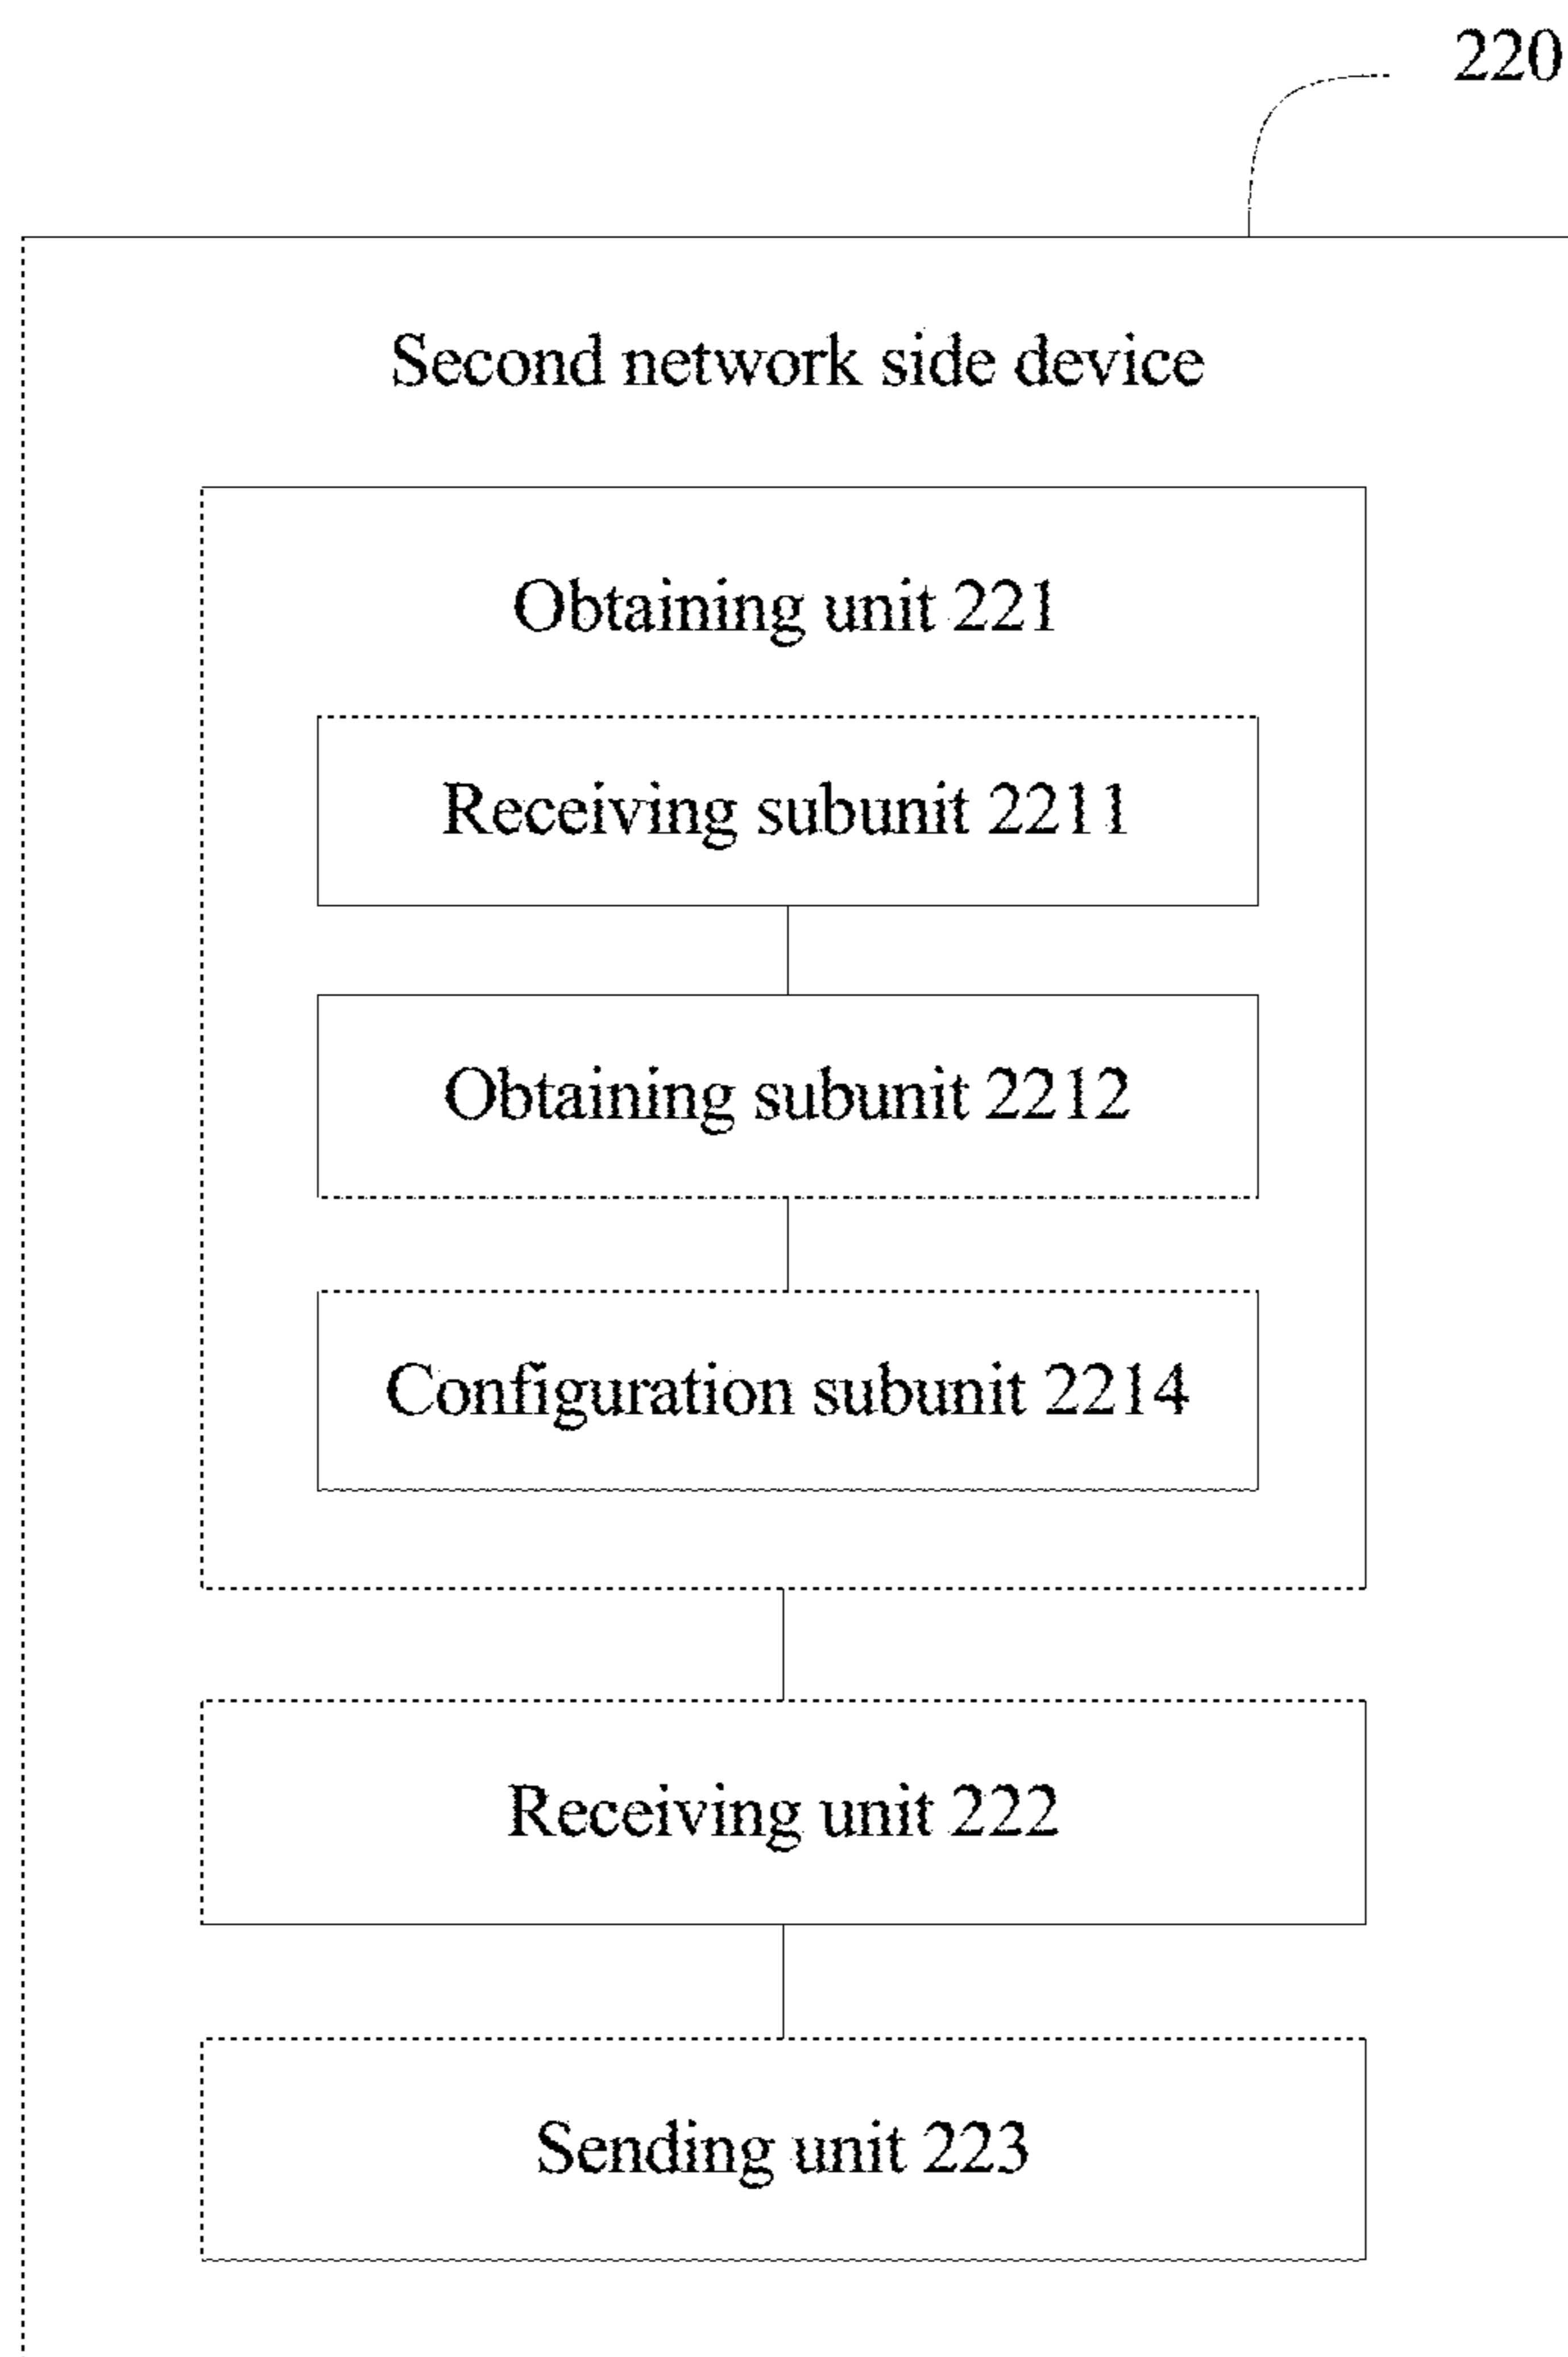 220
Second network side device
Obtaining unit 221
Receiving subunit 2211
Obtaining subunit 2212
Configuration subunit 2214
Receiving unit 222
Sending unit 223